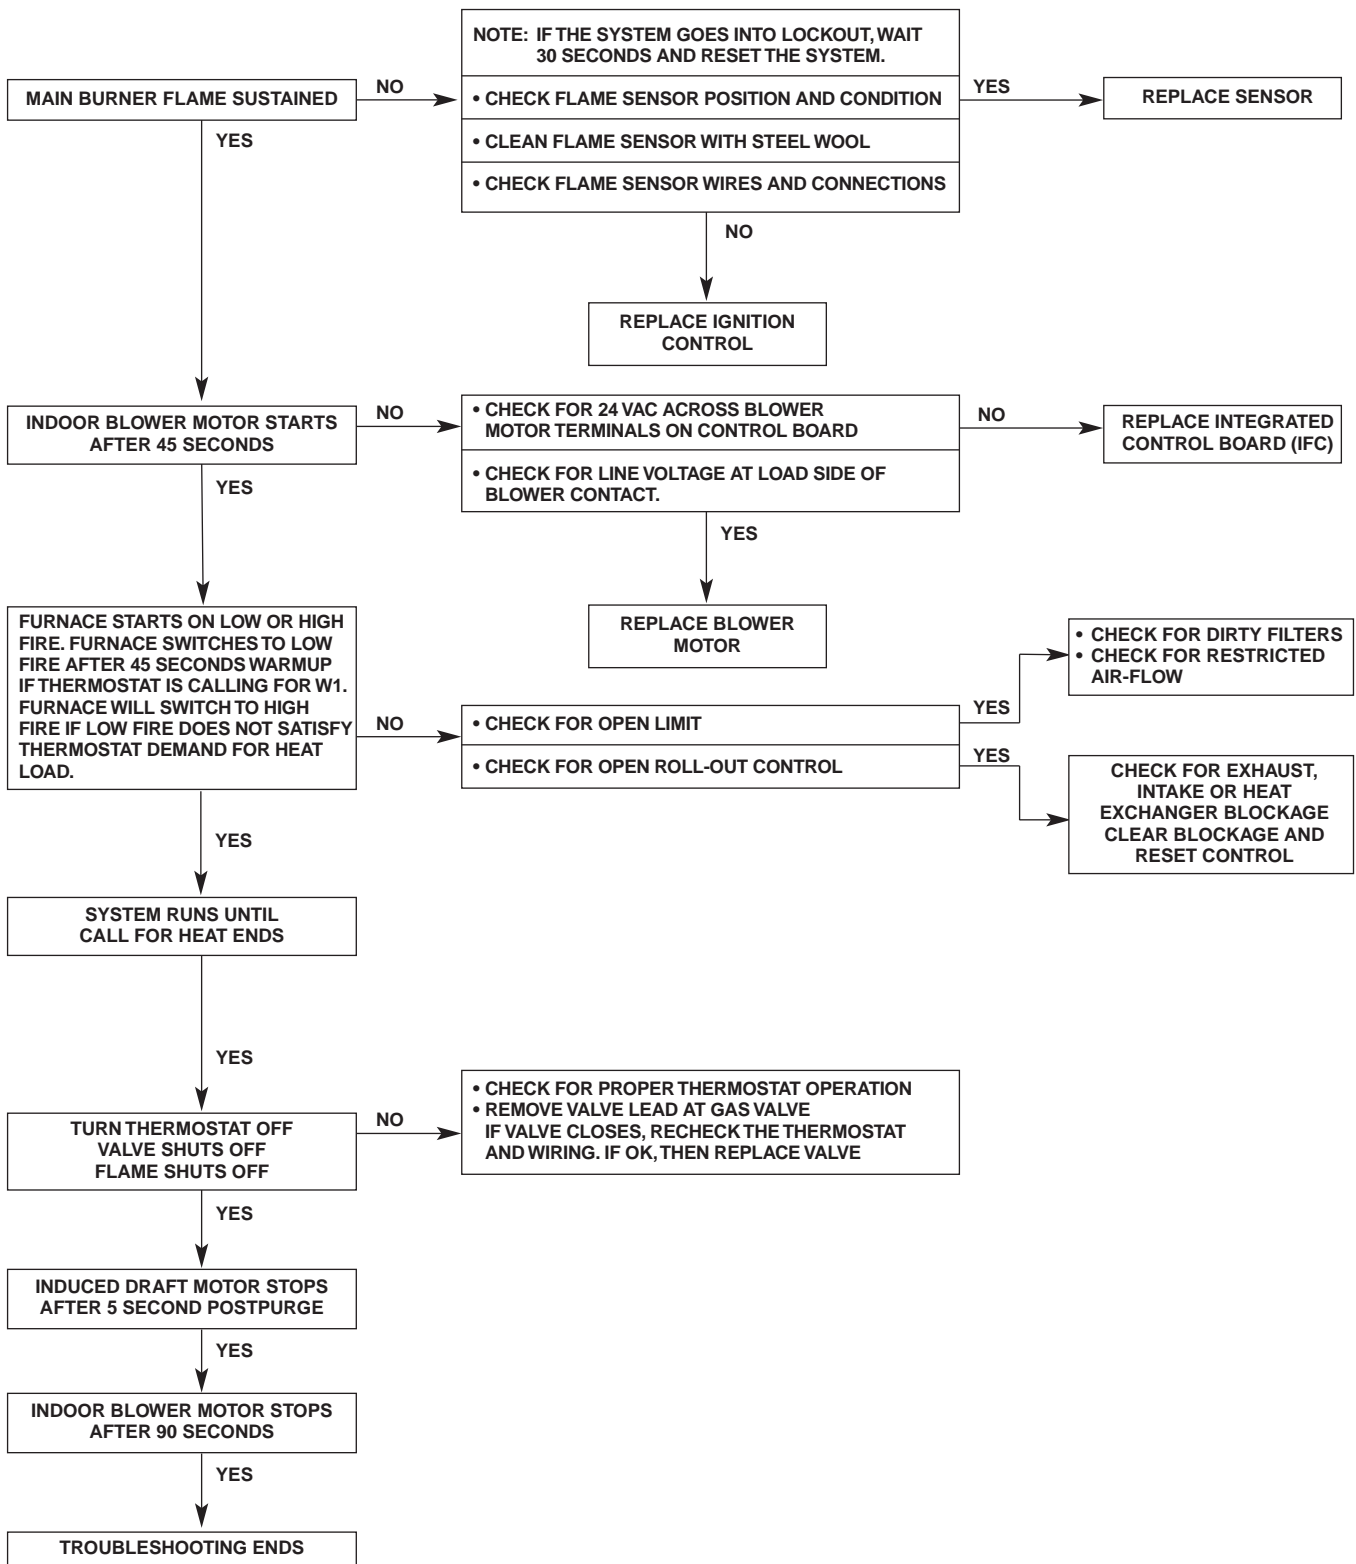 NOTE: IF THE SYSTEM GOES INTO LOCKOUT, WAIT
30 SECONDS AND RESET THE SYSTEM.
MAIN BURNER FLAME SUSTAINED
NO
• CHECK FLAME SENSOR POSITION AND CONDITION
YES
REPLACE SENSOR
YES
• CLEAN FLAME SENSOR WITH STEEL WOOL
• CHECK FLAME SENSOR WIRES AND CONNECTIONS
NO
REPLACE IGNITION
CONTROL
INDOOR BLOWER MOTOR STARTS
AFTER 45 SECONDS
NO
• CHECK FOR 24 VAC ACROSS BLOWER
MOTOR TERMINALS ON CONTROL BOARD
NO
REPLACE INTEGRATED
CONTROL BOARD (IFC)
YES
• CHECK FOR LINE VOLTAGE AT LOAD SIDE OF
BLOWER CONTACT.
YES
REPLACE BLOWER
MOTOR
FURNACE STARTS ON LOW OR HIGH
FIRE. FURNACE SWITCHES TO LOW
FIRE AFTER 45 SECONDS WARMUP
IF THERMOSTAT IS CALLING FOR W1.
FURNACE WILL SWITCH TO HIGH
FIRE IF LOW FIRE DOES NOT SATISFY
THERMOSTAT DEMAND FOR HEAT
LOAD.
NO
• CHECK FOR OPEN LIMIT
YES
• CHECK FOR DIRTY FILTERS
• CHECK FOR RESTRICTED
AIR-FLOW
• CHECK FOR OPEN ROLL-OUT CONTROL
YES
CHECK FOR EXHAUST,
INTAKE OR HEAT
EXCHANGER BLOCKAGE
CLEAR BLOCKAGE AND
RESET CONTROL
YES
SYSTEM RUNS UNTIL
CALL FOR HEAT ENDS
YES
TURN THERMOSTAT OFF
VALVE SHUTS OFF
FLAME SHUTS OFF
NO
• CHECK FOR PROPER THERMOSTAT OPERATION
• REMOVE VALVE LEAD AT GAS VALVE
IF VALVE CLOSES, RECHECK THE THERMOSTAT
AND WIRING. IF OK, THEN REPLACE VALVE
YES
INDUCED DRAFT MOTOR STOPS
AFTER 5 SECOND POSTPURGE
YES
INDOOR BLOWER MOTOR STOPS
AFTER 90 SECONDS
YES
TROUBLESHOOTING ENDS